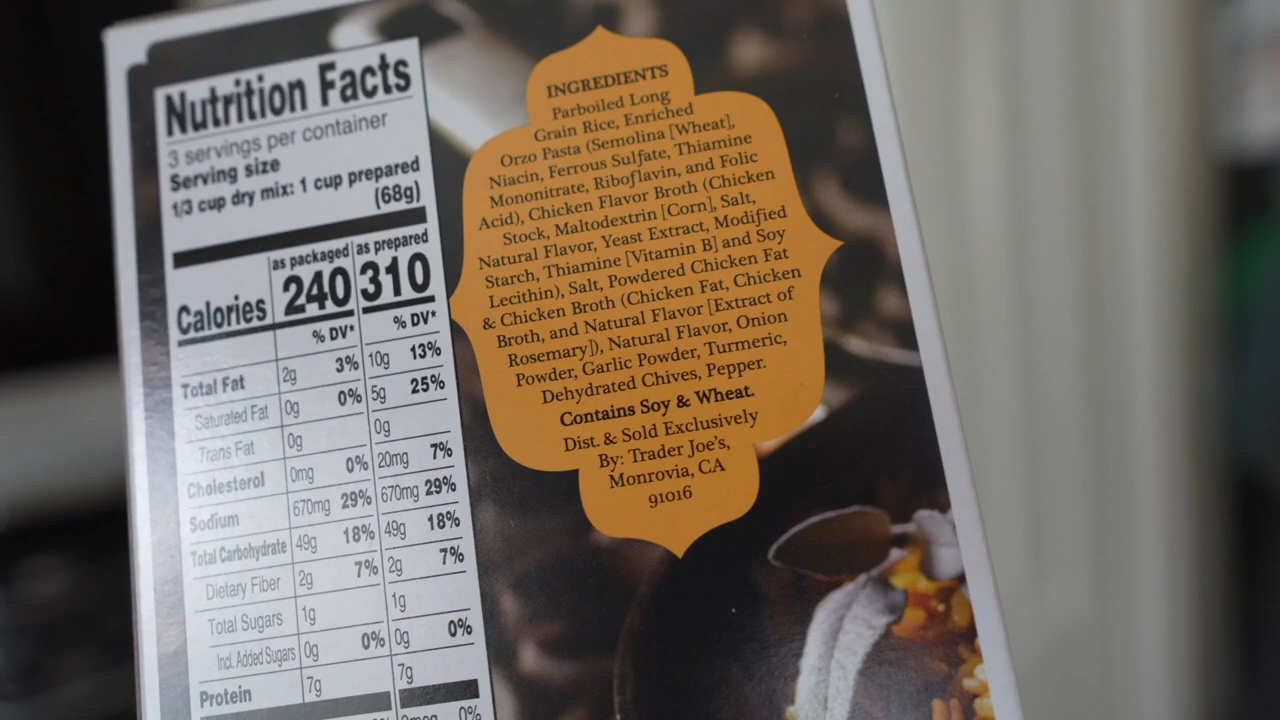 Nutrition Facts
3 servings per container
Serving size
1/3 cup dry mix: 1 cup prepared
(68g)
as packaged as prepared
Calories 240 310
% DV* % DV*
Total Fat 2g 3% 10g 13%
Saturated Fat 0g 0% 5g 25%
Trans Fat 0g 0g
Cholesterol 0mg 0% 20mg 7%
Sodium 670mg 29% 670mg 29%
Total Carbohydrate 49g 18% 49g 18%
Dietary Fiber 2g 7% 2g 7%
Total Sugars 1g 1g
Incl. Added Sugars 0g 0% 0g 0%
Protein 7g 7g
0%
INGREDIENTS
Parboiled Long
Grain Rice, Enriched
Orzo Pasta (Semolina [Wheat],
Niacin, Ferrous Sulfate, Thiamine
Mononitrate, Riboflavin, and Folic
Acid), Chicken Flavor Broth (Chicken
Stock, Maltodextrin [Corn], Salt,
Natural Flavor, Yeast Extract, Modified
Starch, Thiamine [Vitamin B] and Soy
Lecithin), Salt, Powdered Chicken Fat
& Chicken Broth (Chicken Fat, Chicken
Broth, and Natural Flavor [Extract of
Rosemary]), Natural Flavor, Onion
Powder, Garlic Powder, Turmeric,
Dehydrated Chives, Pepper.
Contains Soy & Wheat.
Dist. & Sold Exclusively
By: Trader Joe's,
Monrovia, CA
91016